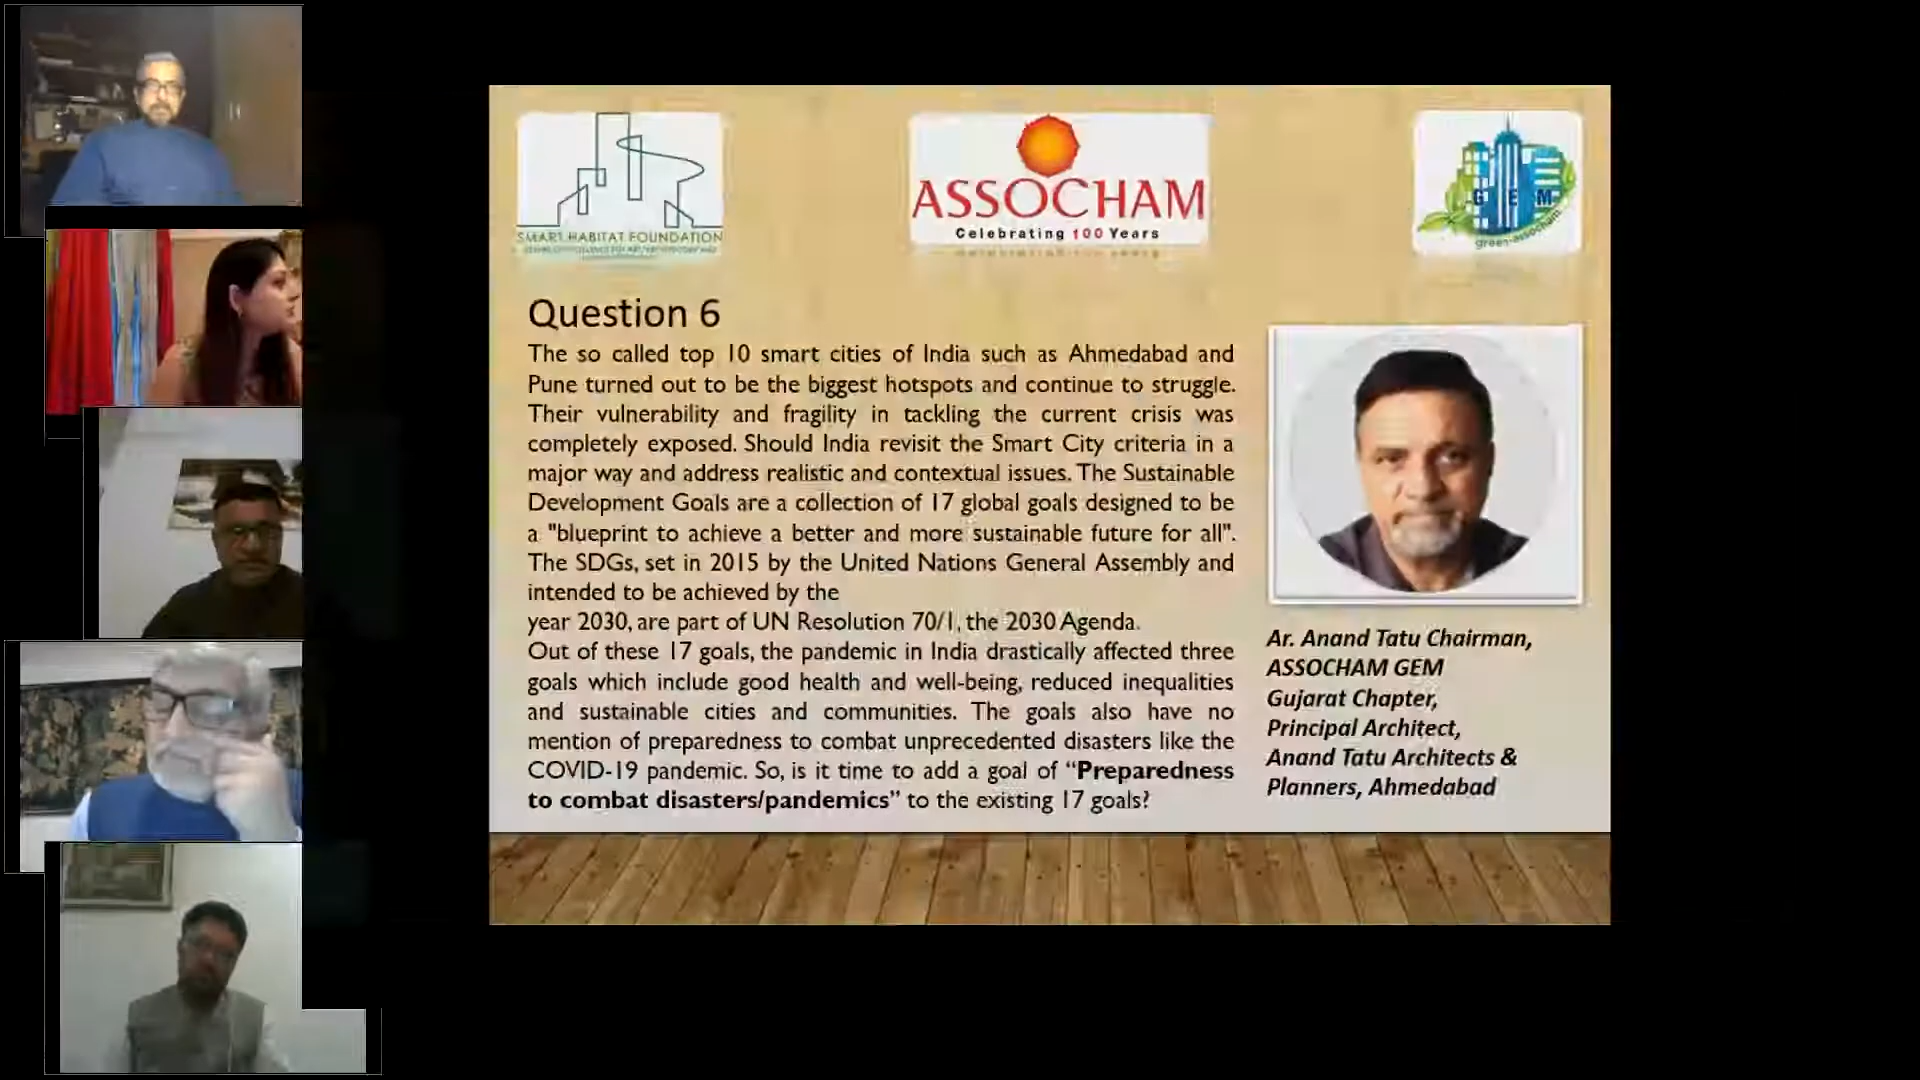 SMART HABITAT FOUNDATION
ASSOCHAM
Celebrating 100 Years
G E M
green-assocham
Question 6
The so called top 10 smart cities of India such as Ahmedabad and
Pune turned out to be the biggest hotspots and continue to struggle.
Their vulnerability and fragility in tackling the current crisis was
completely exposed. Should India revisit the Smart City criteria in a
major way and address realistic and contextual issues. The Sustainable
Development Goals are a collection of 17 global goals designed to be
a "blueprint to achieve a better and more sustainable future for all".
The SDGs, set in 2015 by the United Nations General Assembly and
intended to be achieved by the
year 2030, are part of UN Resolution 70/1, the 2030 Agenda.
Out of these 17 goals, the pandemic in India drastically affected three
goals which include good health and well-being, reduced inequalities
and sustainable cities and communities. The goals also have no
mention of preparedness to combat unprecedented disasters like the
COVID-19 pandemic. So, is it time to add a goal of “Preparedness
to combat disasters/pandemics” to the existing 17 goals?
Ar. Anand Tatu Chairman,
ASSOCHAM GEM
Gujarat Chapter,
Principal Architect,
Anand Tatu Architects &
Planners, Ahmedabad